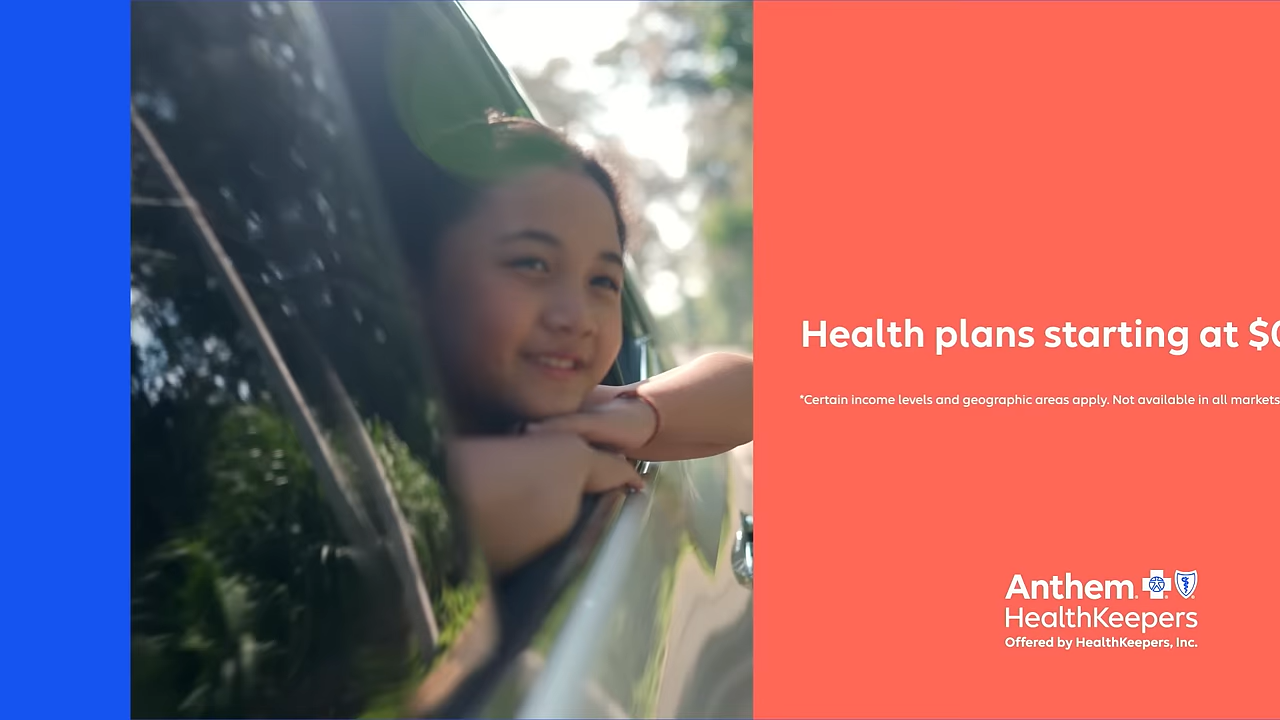 Health plans starting at $0
*Certain income levels and geographic areas apply. Not available in all markets
Anthem
HealthKeepers
Offered by HealthKeepers, Inc.